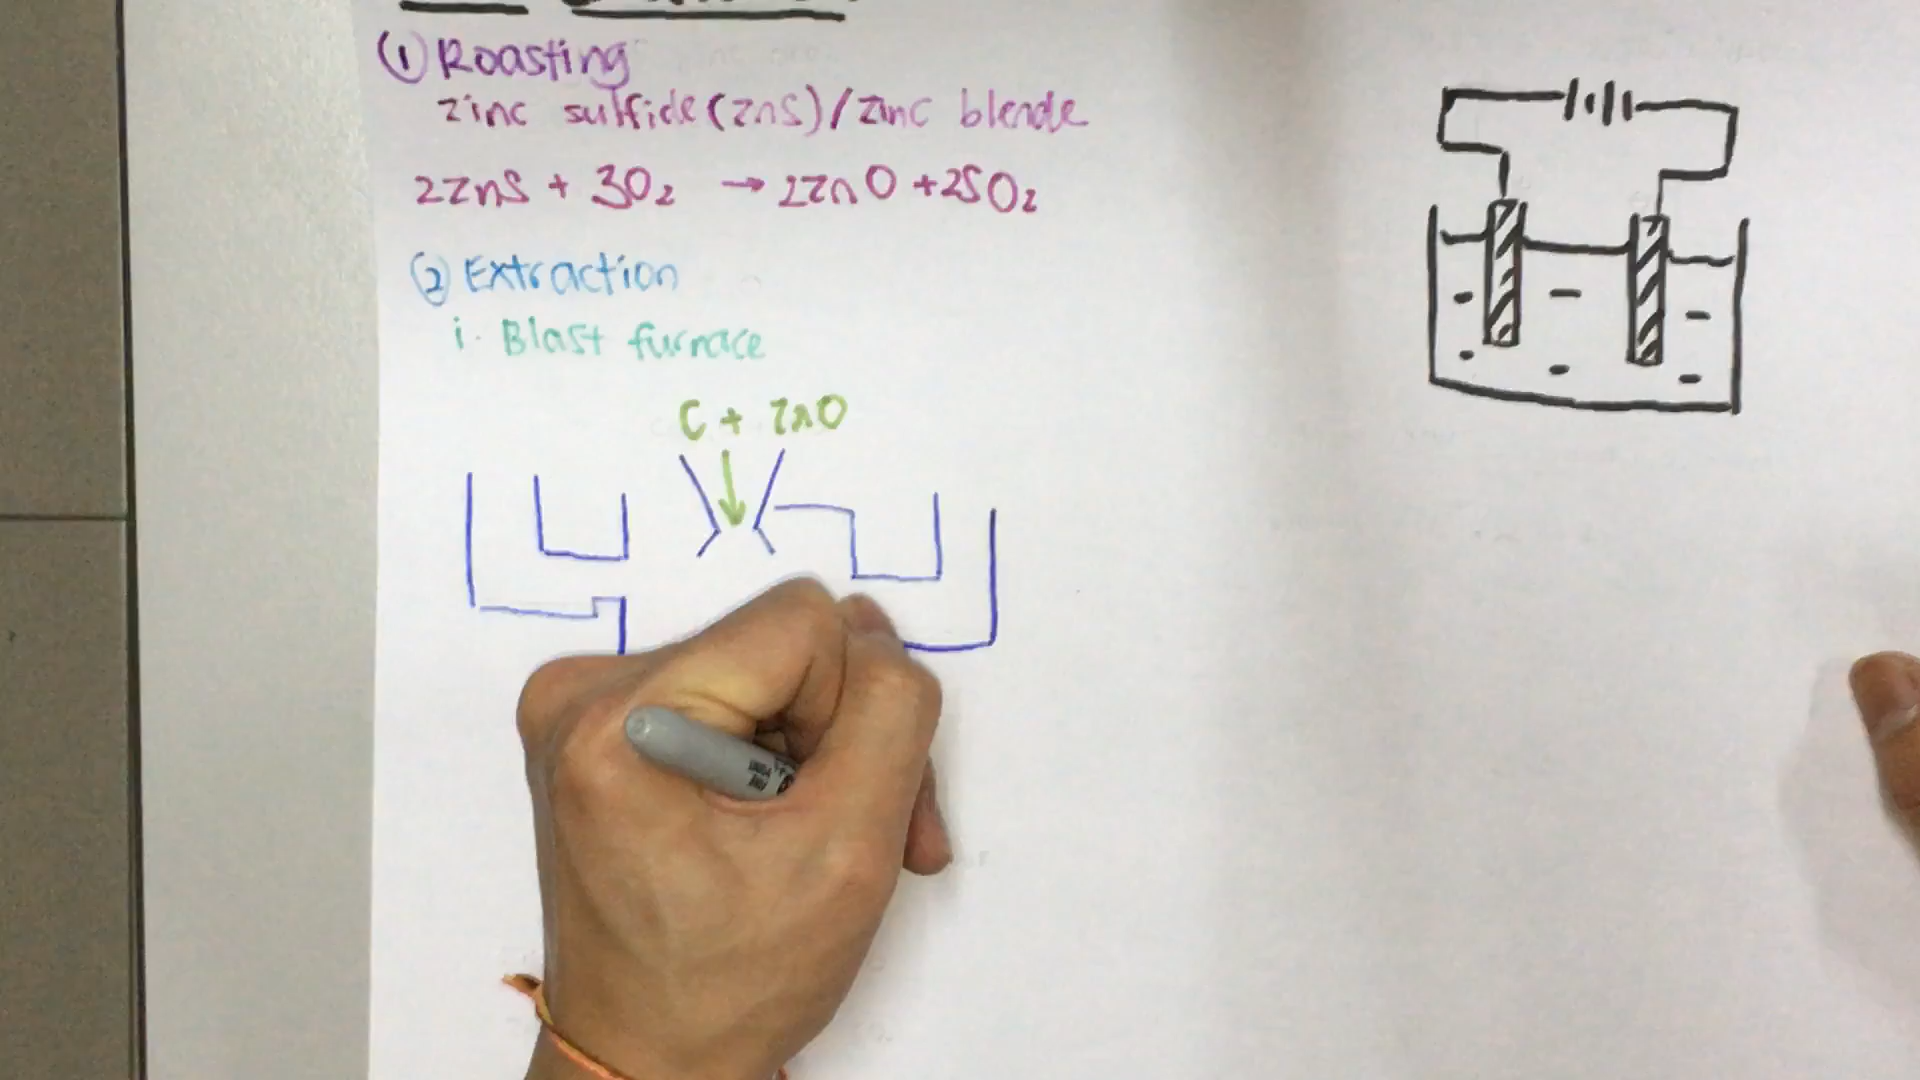 ① Roasting
zinc sulfide (ZnS) / zinc blende
2ZnS + 3O₂ → 2ZnO + 2SO₂
② Extraction
i. Blast furnace
C + ZnO